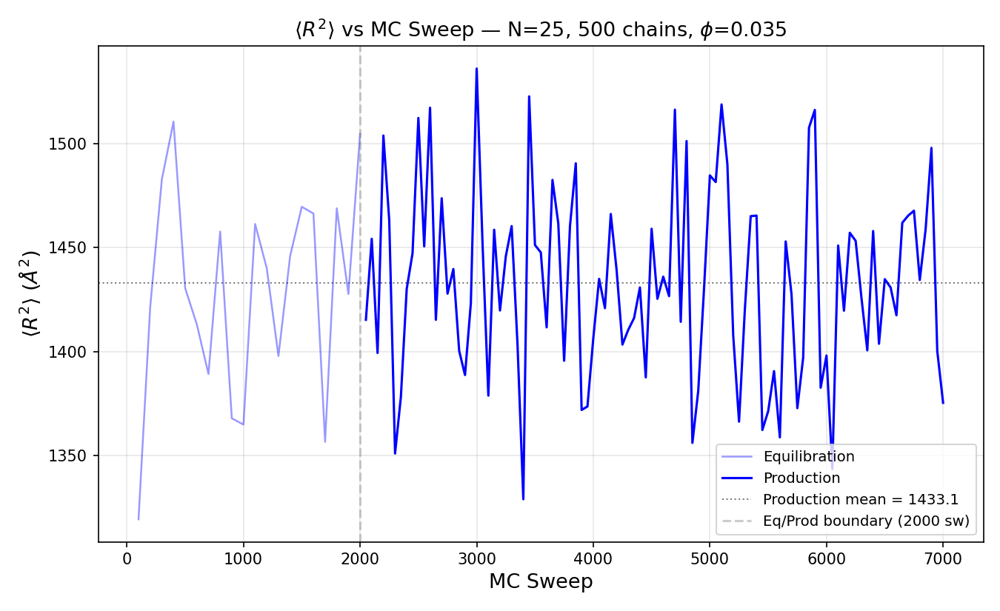 ⟨R²⟩ vs MC Sweep — N=25, 500 chains, ϕ=0.035
⟨R²⟩ (Å²)
1500
1450
1400
1350
0 1000 2000 3000 4000 5000 6000 7000
MC Sweep
Equilibration
Production
Production mean = 1433.1
Eq/Prod boundary (2000 sw)